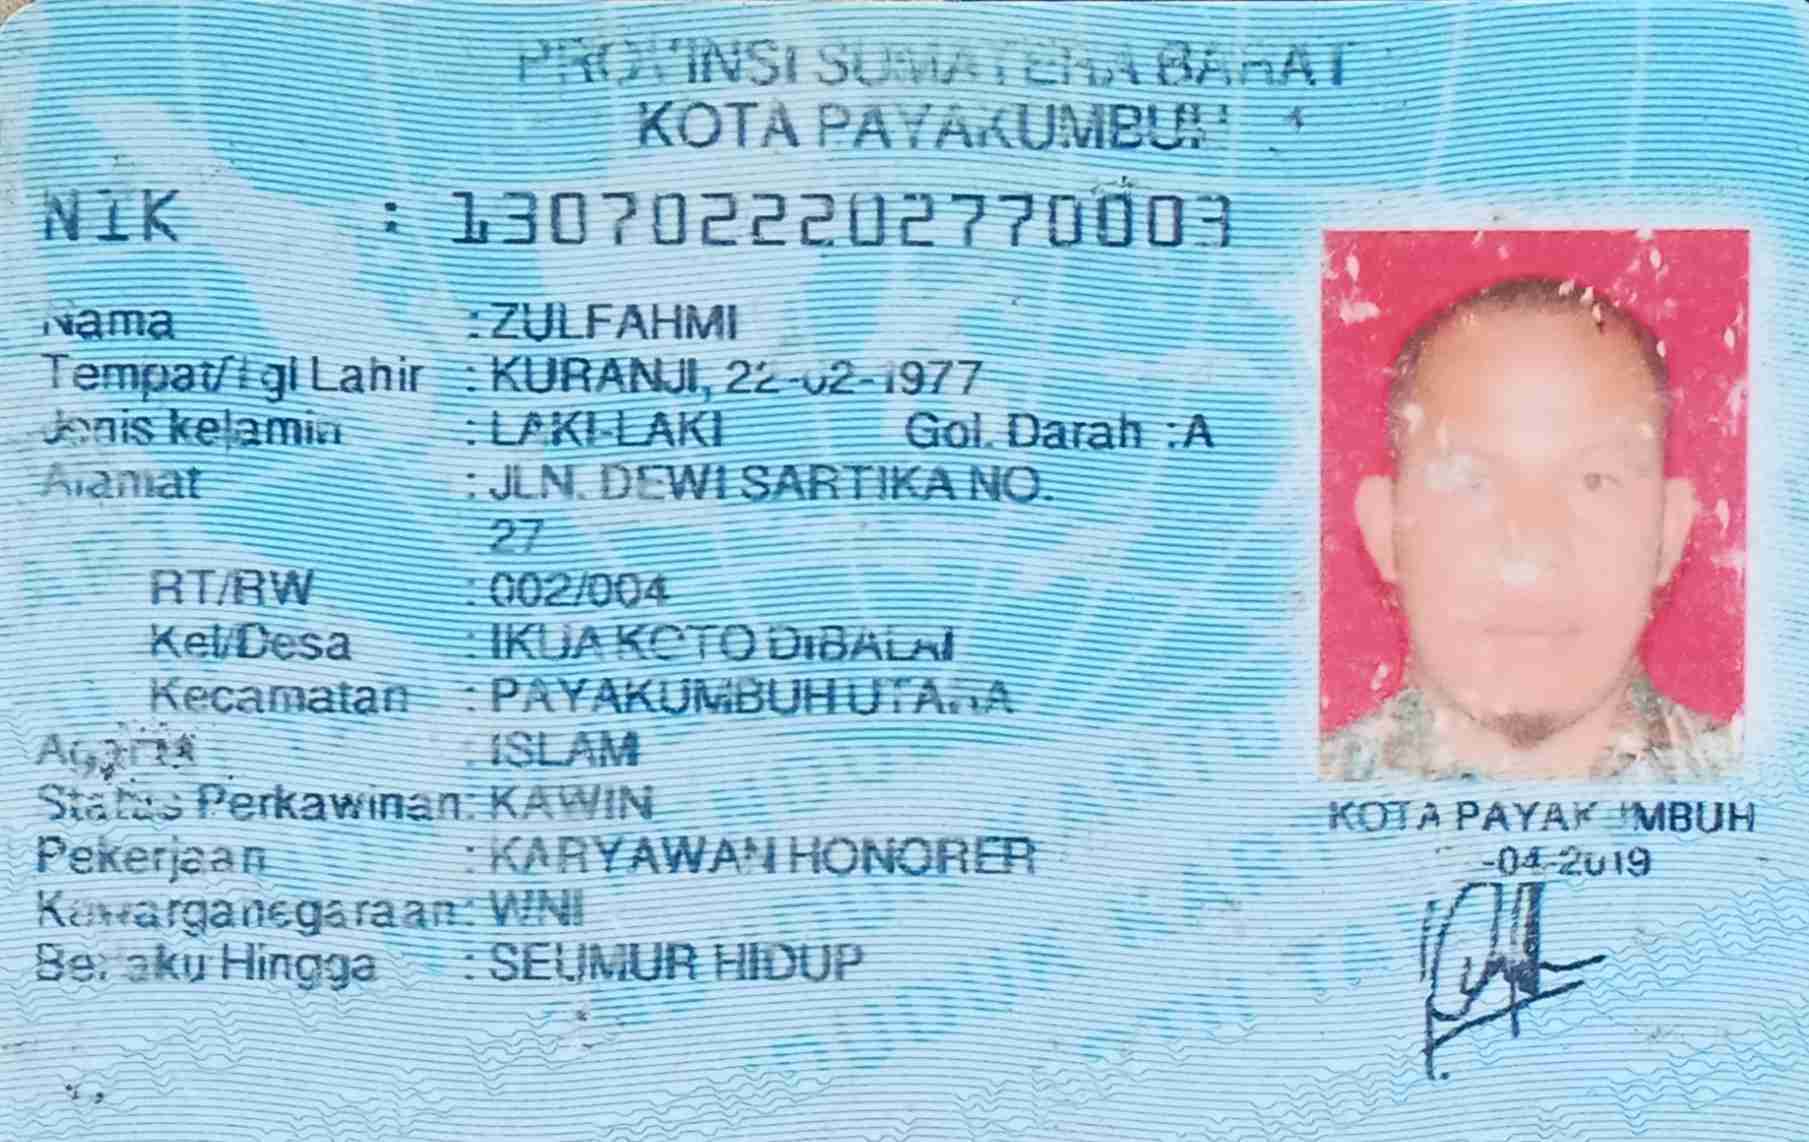 PROVINSI SUMATERA BARAT
KOTA PAYAKUMBUH
NIK : 1307022202770003
Nama : ZULFAHMI
Tempat/Tgl Lahir : KURANJI, 22-02-1977
Jenis kelamin : LAKI-LAKI Gol. Darah : A
Alamat : JLN. DEWI SARTIKA NO.
27
RT/RW : 002/004
Kel/Desa : IKUA KOTO DIBALAI
Kecamatan : PAYAKUMBUH UTARA
Agama : ISLAM
Status Perkawinan: KAWIN
Pekerjaan : KARYAWAN HONORER
Kewarganegaraan: WNI
Berlaku Hingga : SEUMUR HIDUP
KOTA PAYAKUMBUH
-04-2019